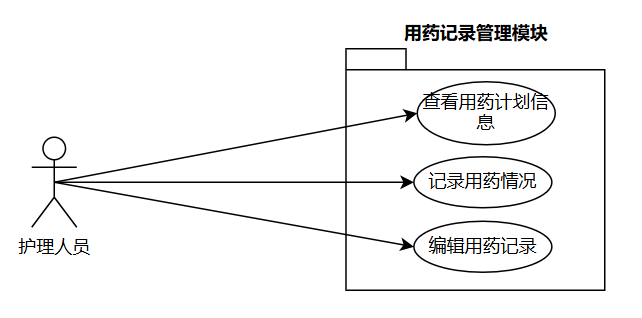 用药记录管理模块
查看用药计划信
息
记录用药情况
编辑用药记录
护理人员